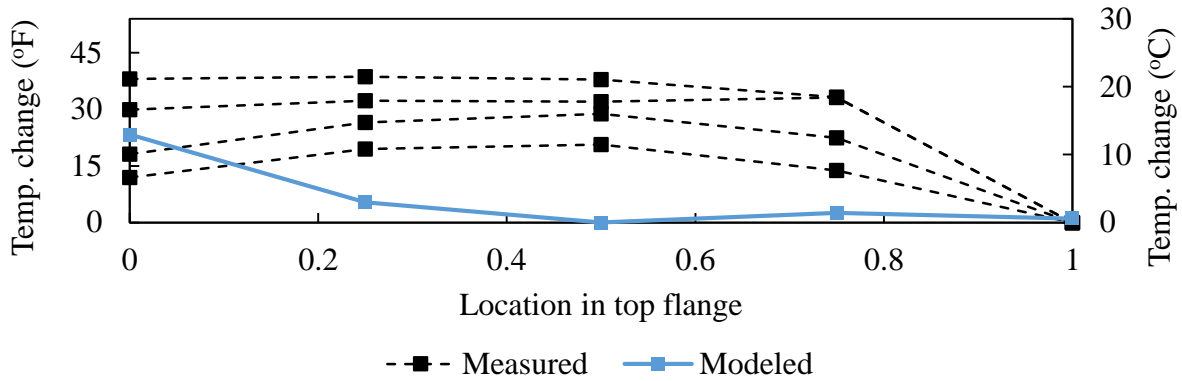 Temp. change (ºF)
45
30
15
0
30
20
10
0
Temp. change (ºC)
0
0.2
0.4
0.6
0.8
1
Location in top flange
Measured
Modeled